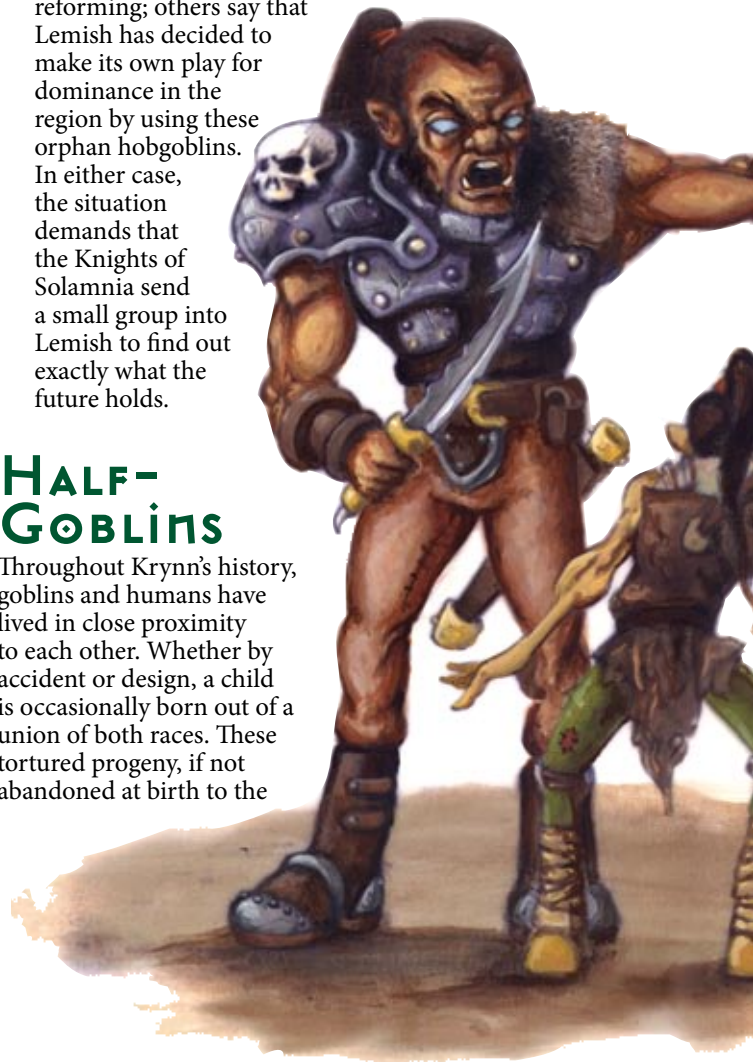 reforming; others say that
Lemish has decided to
make its own play for
dominance in the
region by using these
orphan hobgoblins.
In either case,
the situation
demands that
the Knights of
Solamnia send
a small group into
Lemish to find out
exactly what the
future holds.
Half-
Goblins
Throughout Krynn’s history,
goblins and humans have
lived in close proximity
to each other. Whether by
accident or design, a child
is occasionally born out of a
union of both races. These
tortured progeny, if not
abandoned at birth to the